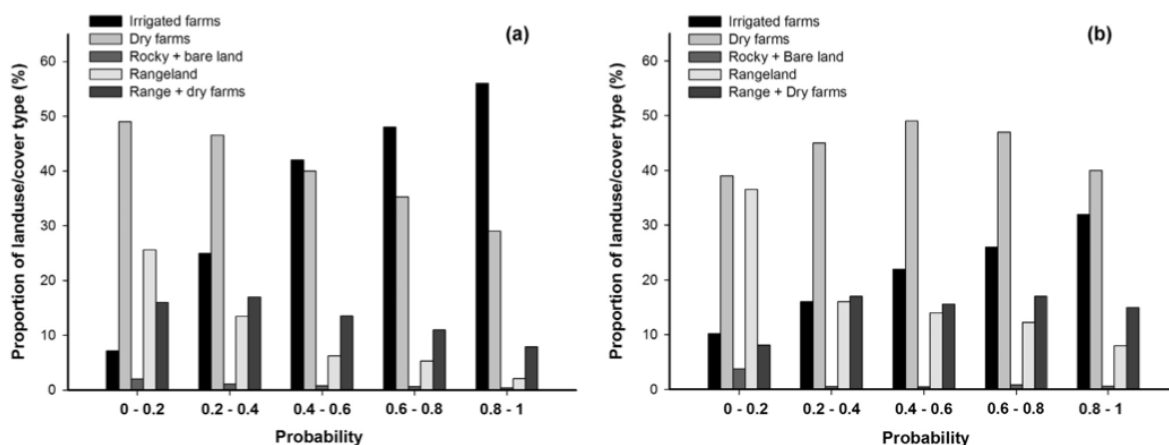 (a)
Irrigated farms
Dry farms
Rocky + bare land
Rangeland
Range + dry farms
Proportion of landuse/cover type (%)
60
50
40
30
20
10
0
0 - 0.2 0.2 - 0.4 0.4 - 0.6 0.6 - 0.8 0.8 - 1
Probability
(b)
Irrigated farms
Dry farms
Rocky + Bare land
Rangeland
Range + Dry farms
Proportion of landuse/cover type (%)
60
50
40
30
20
10
0
0 - 0.2 0.2 - 0.4 0.4 - 0.6 0.6 - 0.8 0.8 - 1
Probability